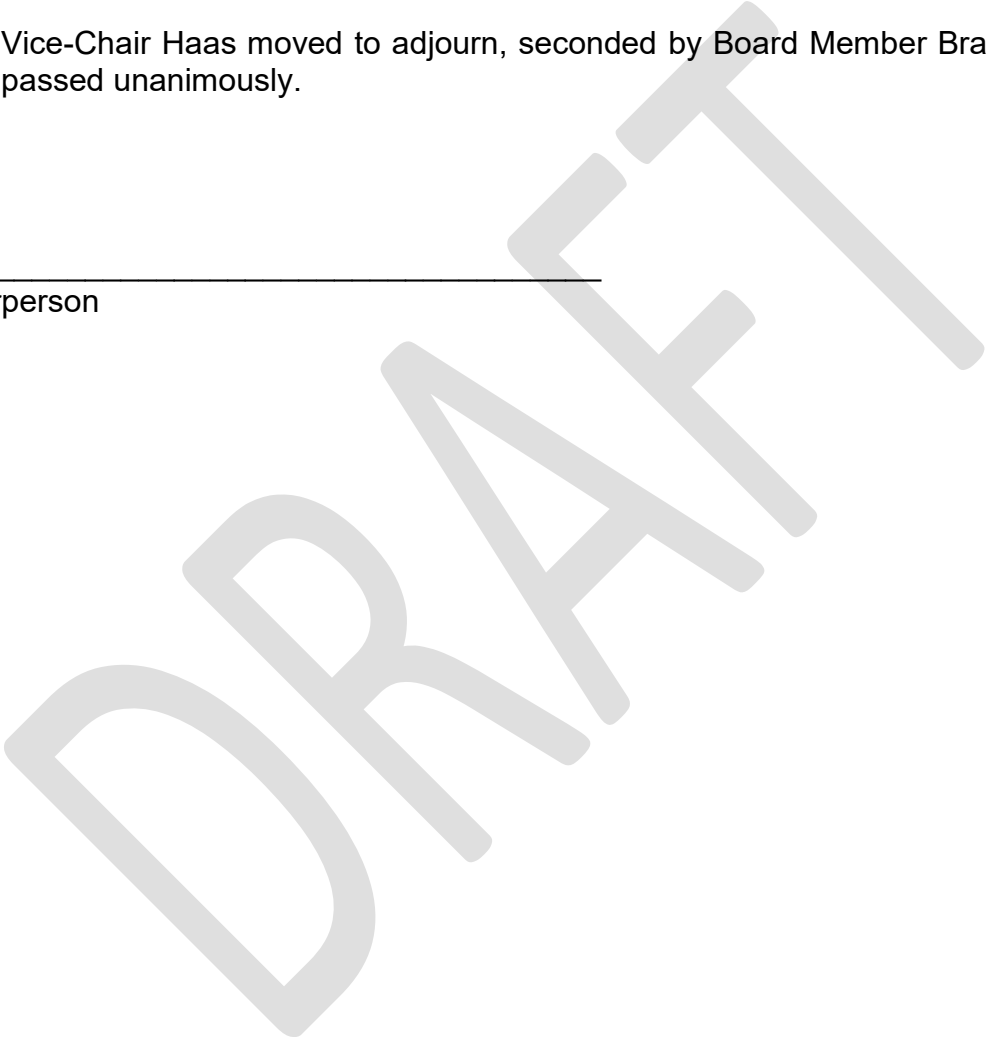 Vice-Chair Haas moved to adjourn, seconded by Board Member Bra
passed unanimously.
rperson
DRAFT